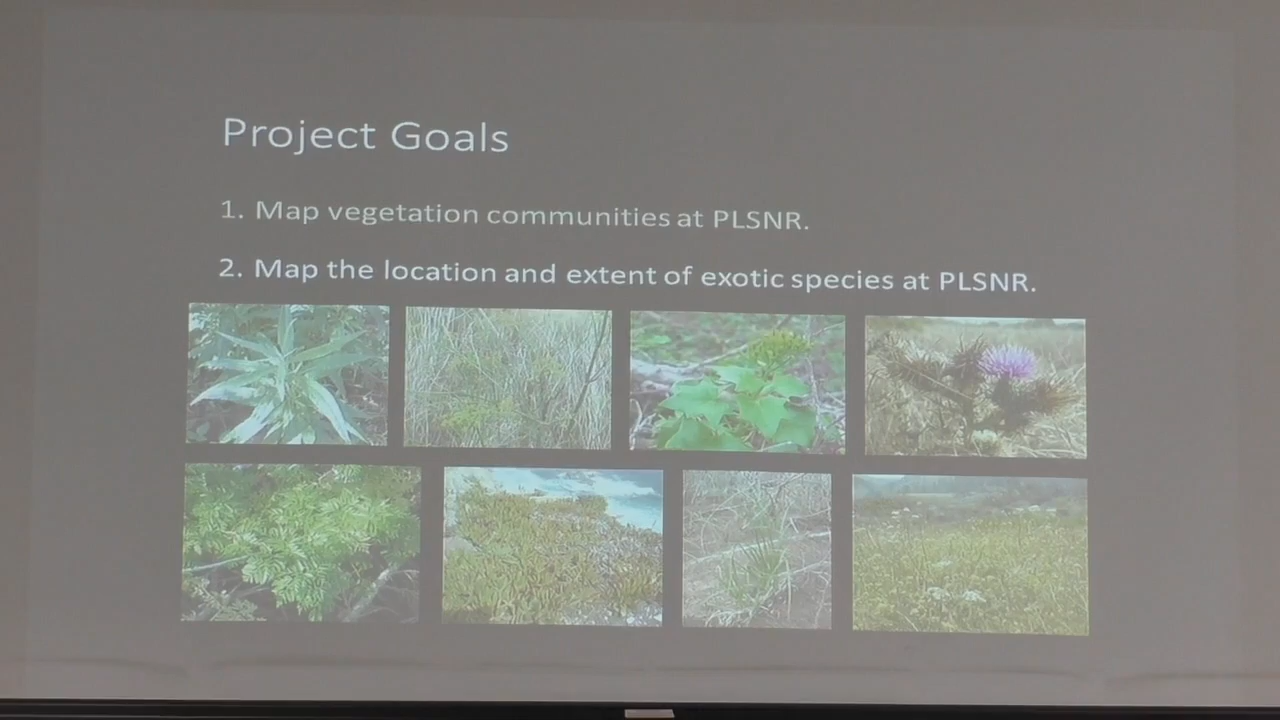 Project Goals
1. Map vegetation communities at PLSNR.
2. Map the location and extent of exotic species at PLSNR.